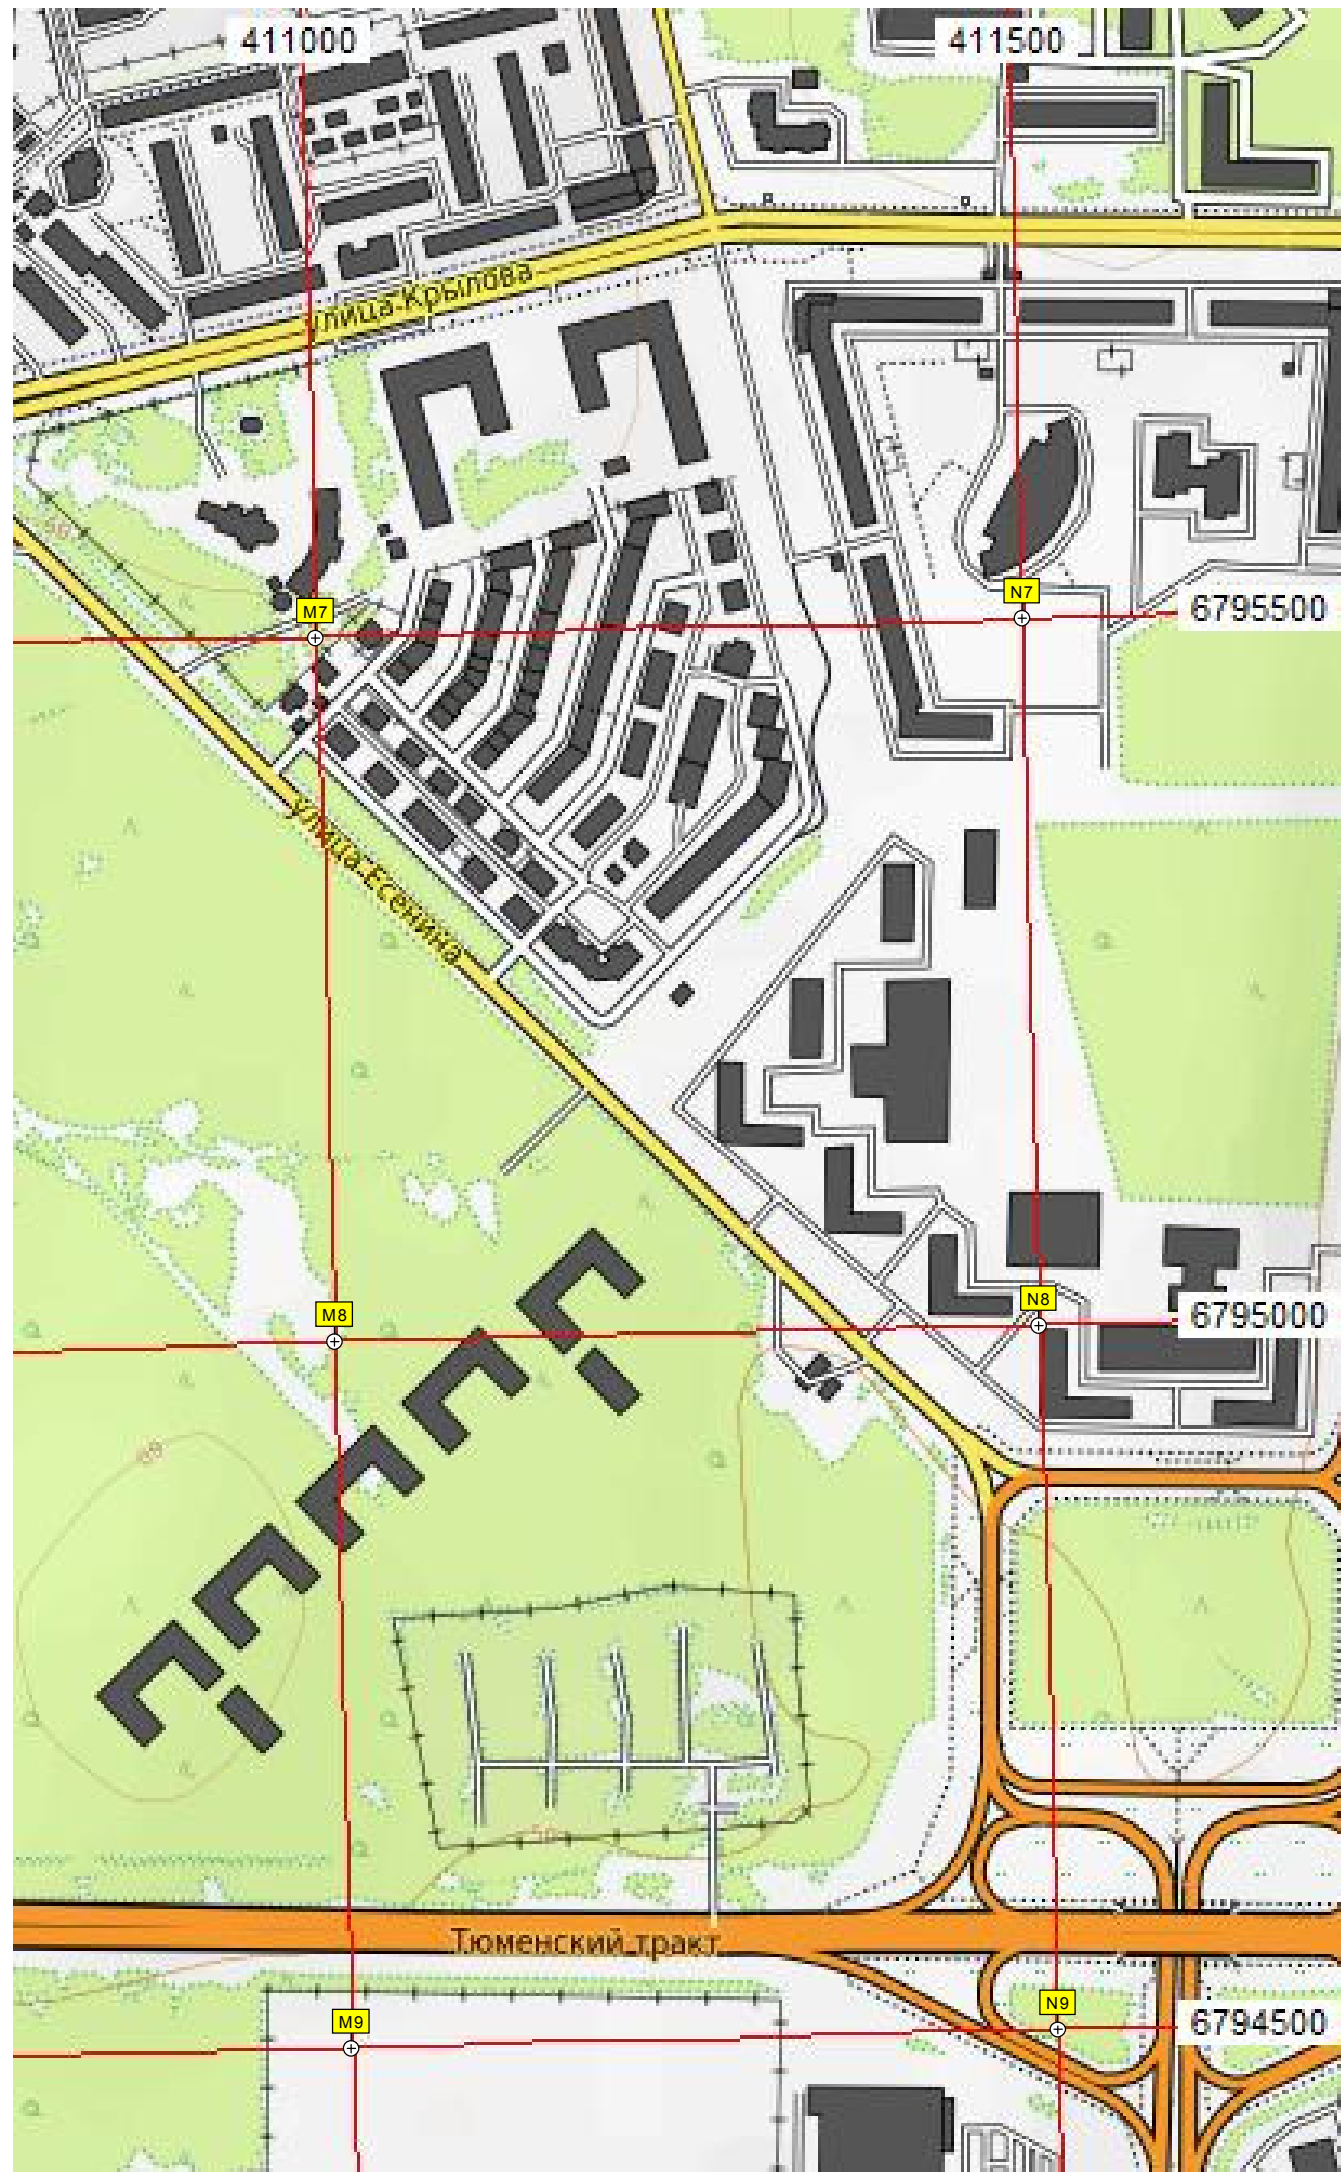 411000
411500
улица Крылова
N7
6795500
M7
улица Есенина
N8
6795000
M8
Тюменский тракт
N9
6794500
M9